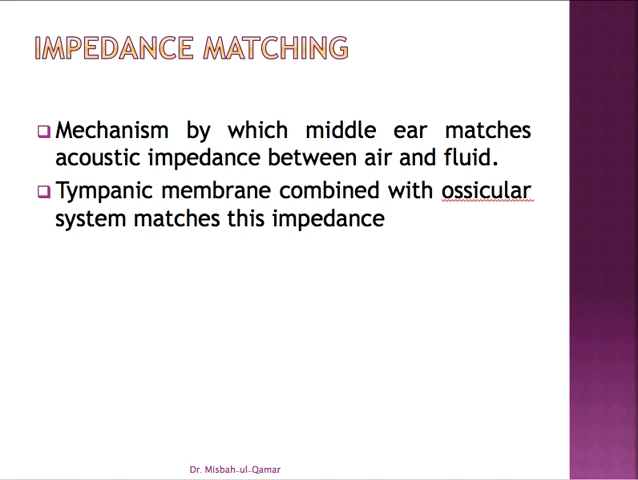 IMPEDANCE MATCHING
Mechanism by which middle ear matches
acoustic impedance between air and fluid.
Tympanic membrane combined with ossicular
system matches this impedance
Dr. Misbah-ul-Qamar